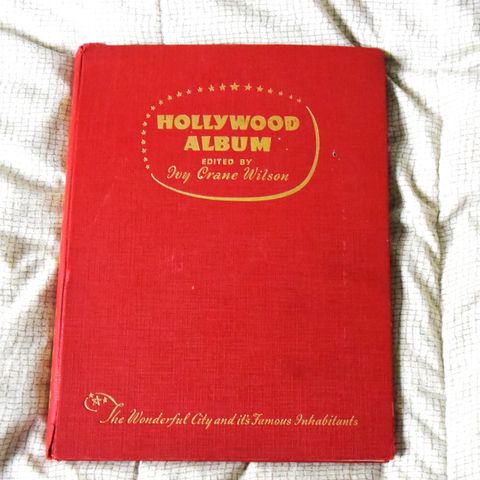 HOLLYWOOD
ALBUM
EDITED BY
Ivy Crane Wilson
The Wonderful City and it's Famous Inhabitants